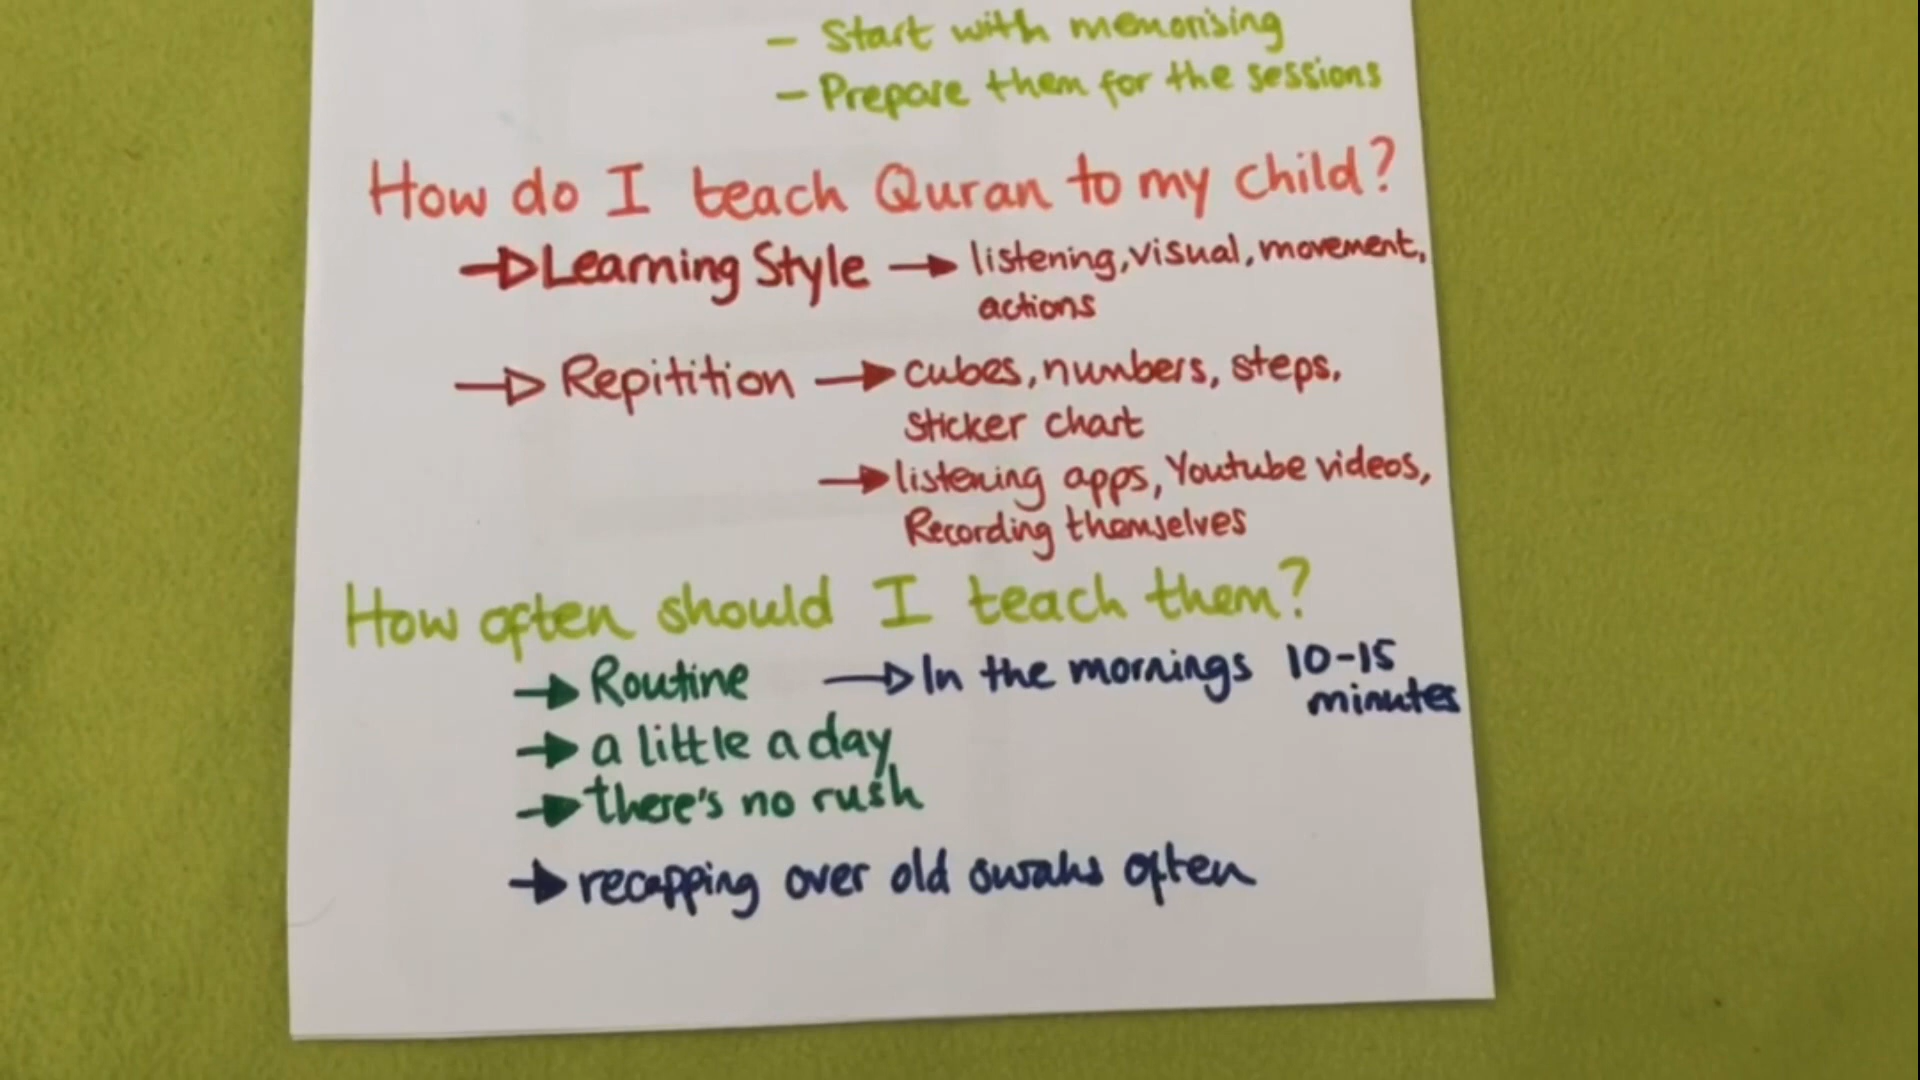 - Start with memorising
- Prepare them for the sessions
How do I teach Quran to my child?
→ Learning Style → listening, visual, movement,
actions
→ Repitition → cubes, numbers, steps,
sticker chart
→ listening apps, Youtube videos,
Recording themselves
How often should I teach them?
→ Routine → In the mornings 10-15
minutes
→ a little a day
→ there's no rush
→ recapping over old surahs often